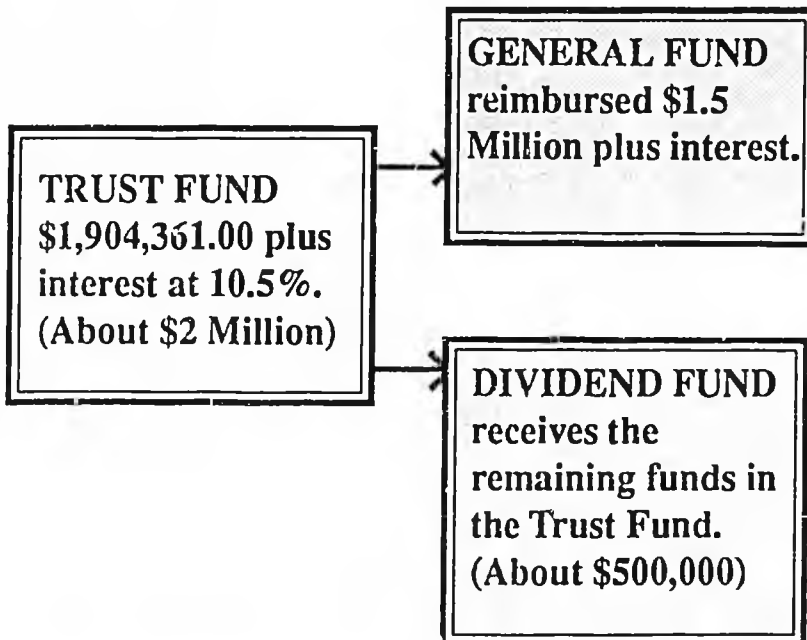 GENERAL FUND
reimbursed $1.5
Million plus interest.
TRUST FUND
$1,904,361.00 plus
interest at 10.5%.
(About $2 Million)
DIVIDEND FUND
receives the
remaining funds in
the Trust Fund.
(About $500,000)